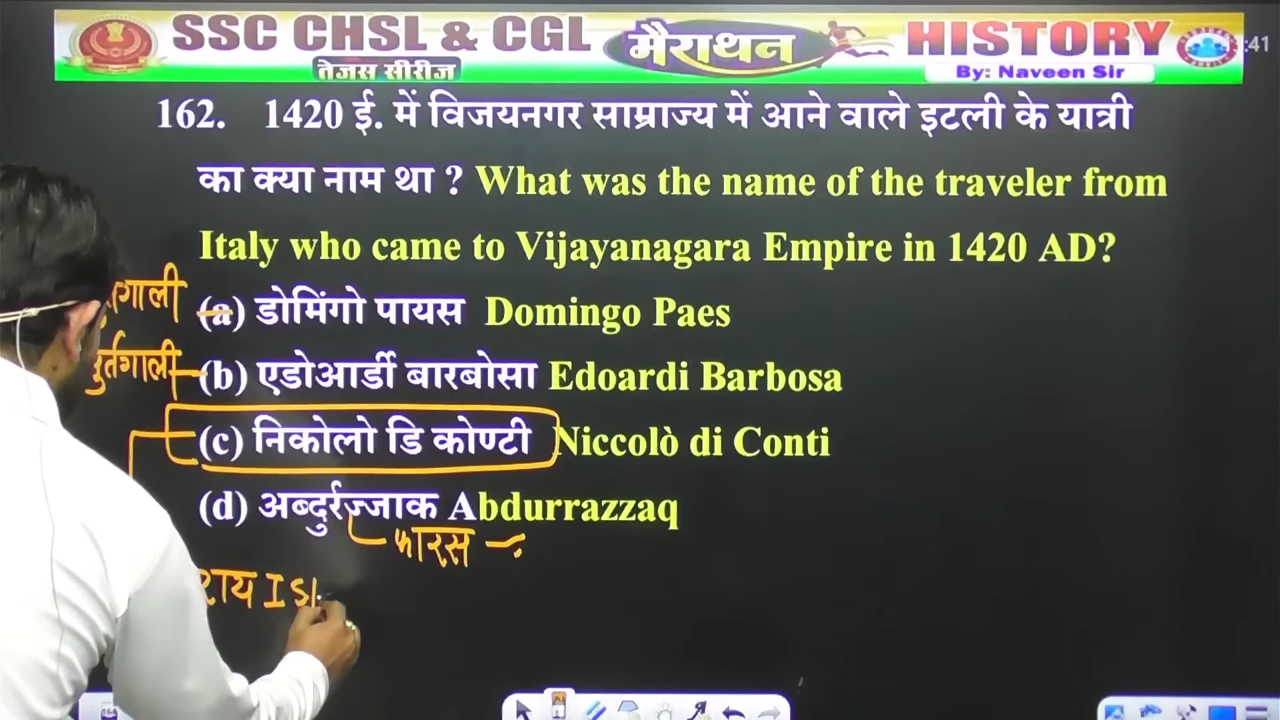 SSC CHSL & CGL मैराथन HISTORY
तेजस सीरीज By: Naveen Sir
162. 1420 ई. में विजयनगर साम्राज्य में आने वाले इटली के यात्री
का क्या नाम था ? What was the name of the traveler from
Italy who came to Vijayanagara Empire in 1420 AD?
(a) डोमिंगो पायस Domingo Paes
पुर्तगाली (b) एडोआर्डी बारबोसा Edoardi Barbosa
(c) निकोलो डि कोण्टी Niccolò di Conti
(d) अब्दुर्रज्जाक Abdurrazzaq
फारस
राय I